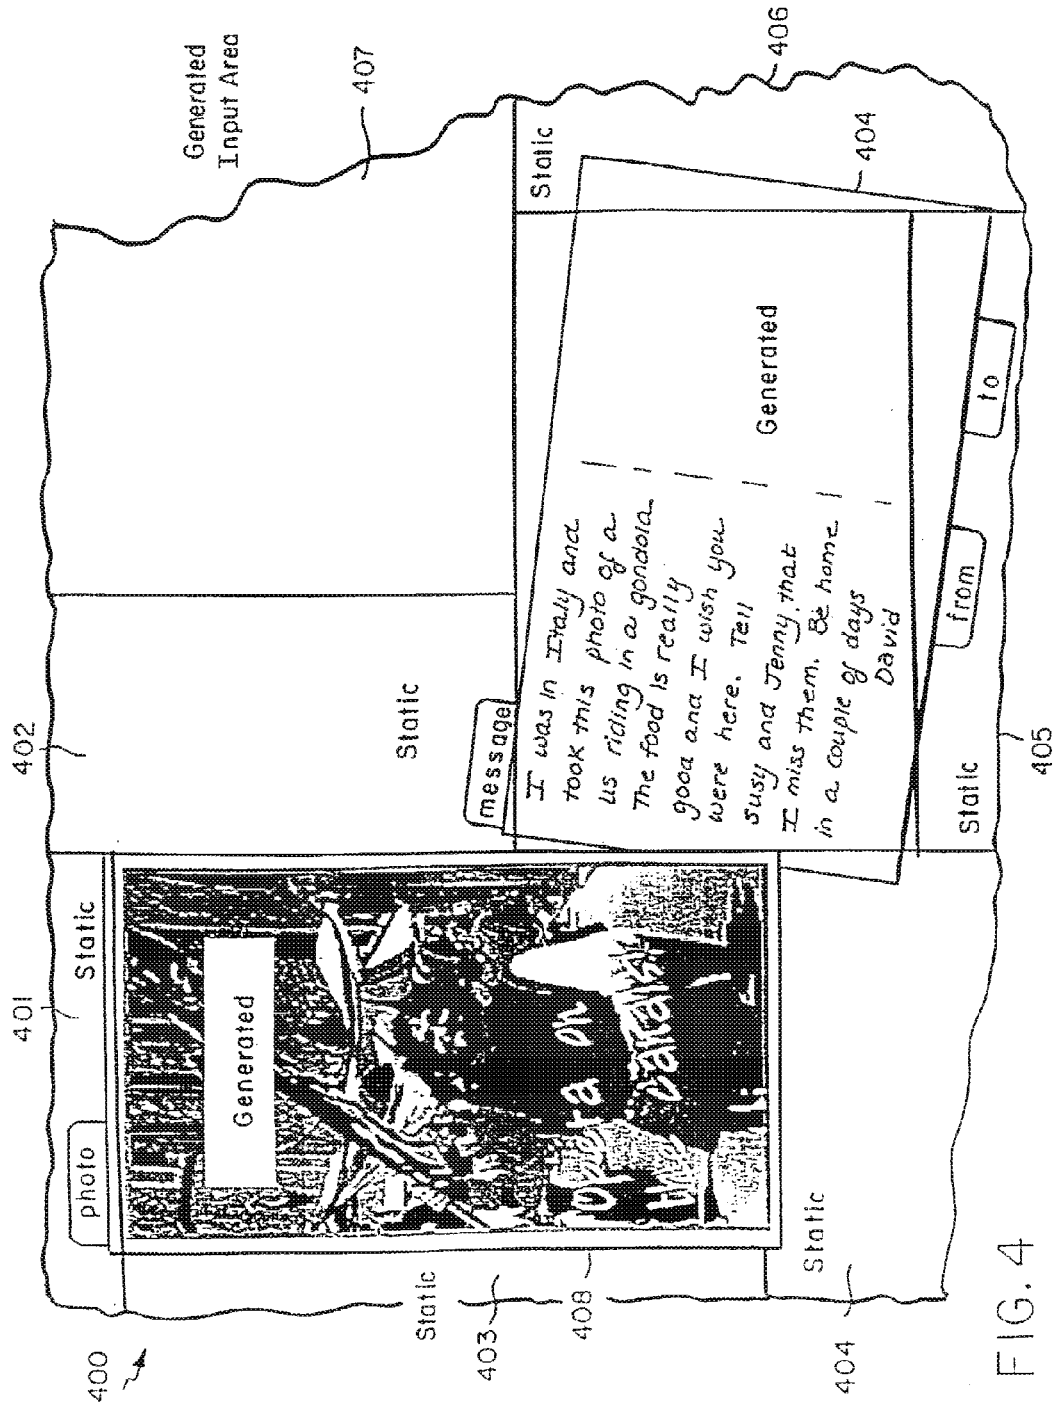 400
401
402
photo
Static
Generated
Input Area
407
Generated
Static
Static
message
403
408
Static
I was in Italy and
took this photo of a
us riding in a gondola
The food is really
good and I wish you
were here. Tell
susy and Jenny that
I miss them. Be home
in a couple of days
David
Generated
Static
406
404
404
Static
Static
from
to
405
FIG. 4